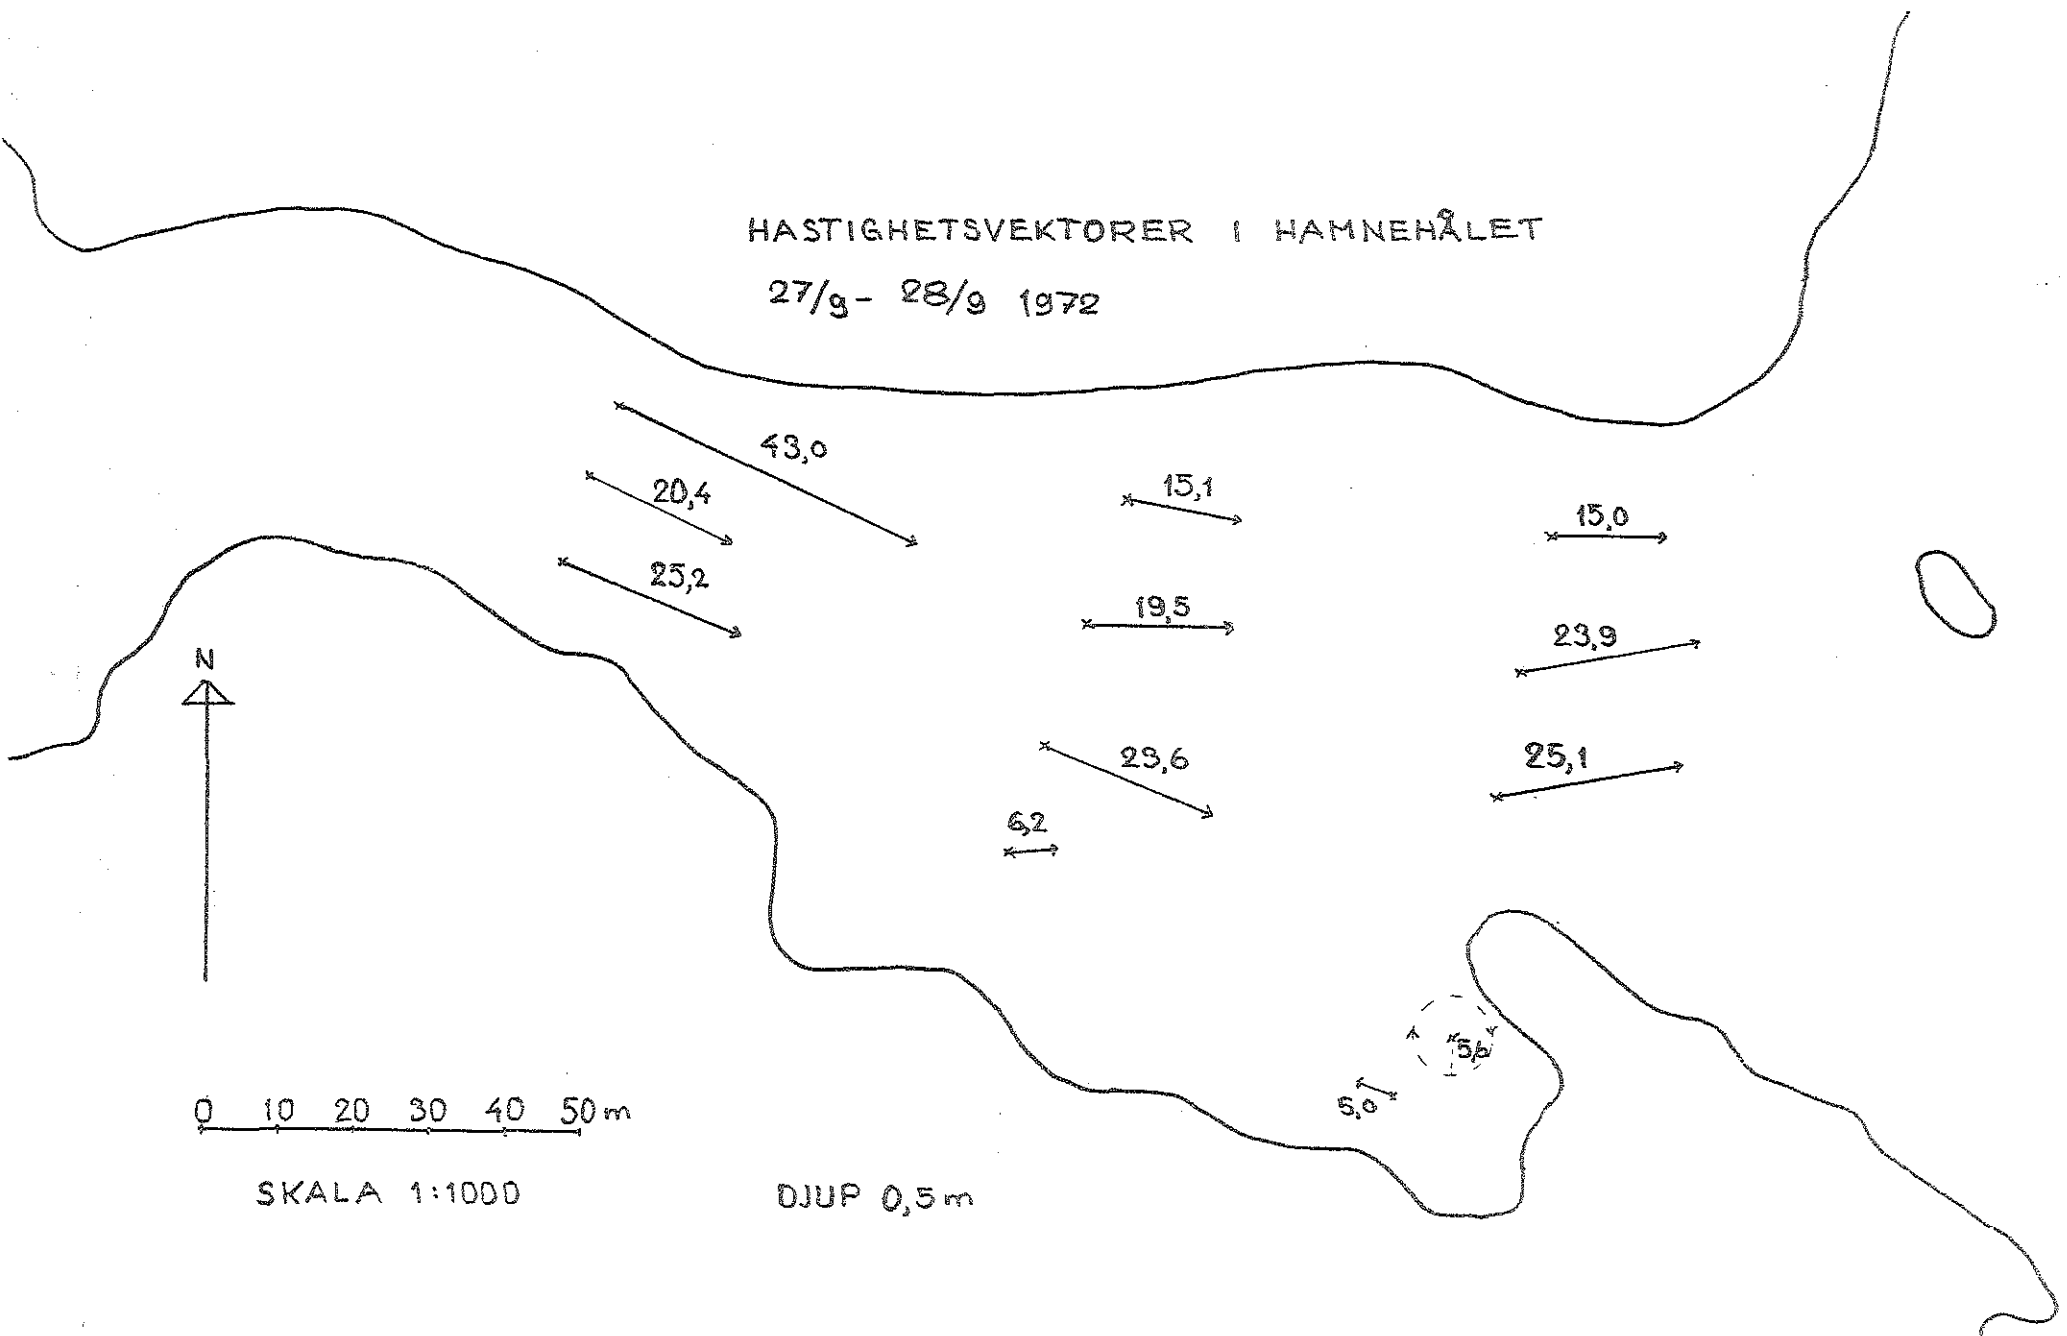 HASTIGHETSVEKTORER I HAMNEHÅLET
27/9 - 28/9 1972
43,0
20,4
15,1
15,0
25,2
19,5
23,9
N
23,6
25,1
6,2
5,6
5,0
0 10 20 30 40 50 m
SKALA 1:1000
DJUP 0,5 m